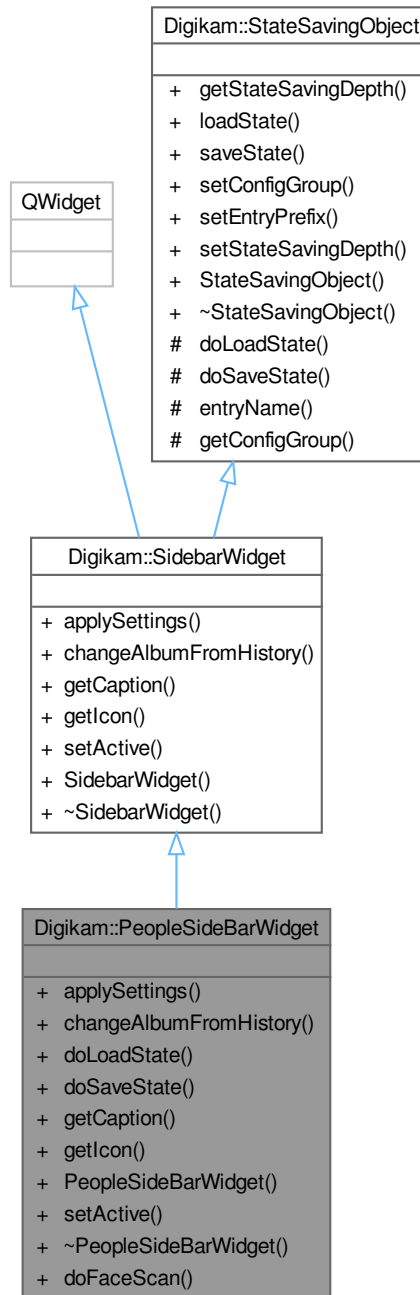 Digikam::StateSavingObject
+ getStateSavingDepth()
+ loadState()
+ saveState()
+ setConfigGroup()
+ setEntryPrefix()
+ setStateSavingDepth()
+ StateSavingObject()
+ ~StateSavingObject()
# doLoadState()
# doSaveState()
# entryName()
# getConfigGroup()
QWidget
Digikam::SidebarWidget
+ applySettings()
+ changeAlbumFromHistory()
+ getCaption()
+ getIcon()
+ setActive()
+ SidebarWidget()
+ ~SidebarWidget()
Digikam::PeopleSideBarWidget
+ applySettings()
+ changeAlbumFromHistory()
+ doLoadState()
+ doSaveState()
+ getCaption()
+ getIcon()
+ PeopleSideBarWidget()
+ setActive()
+ ~PeopleSideBarWidget()
+ doFaceScan()